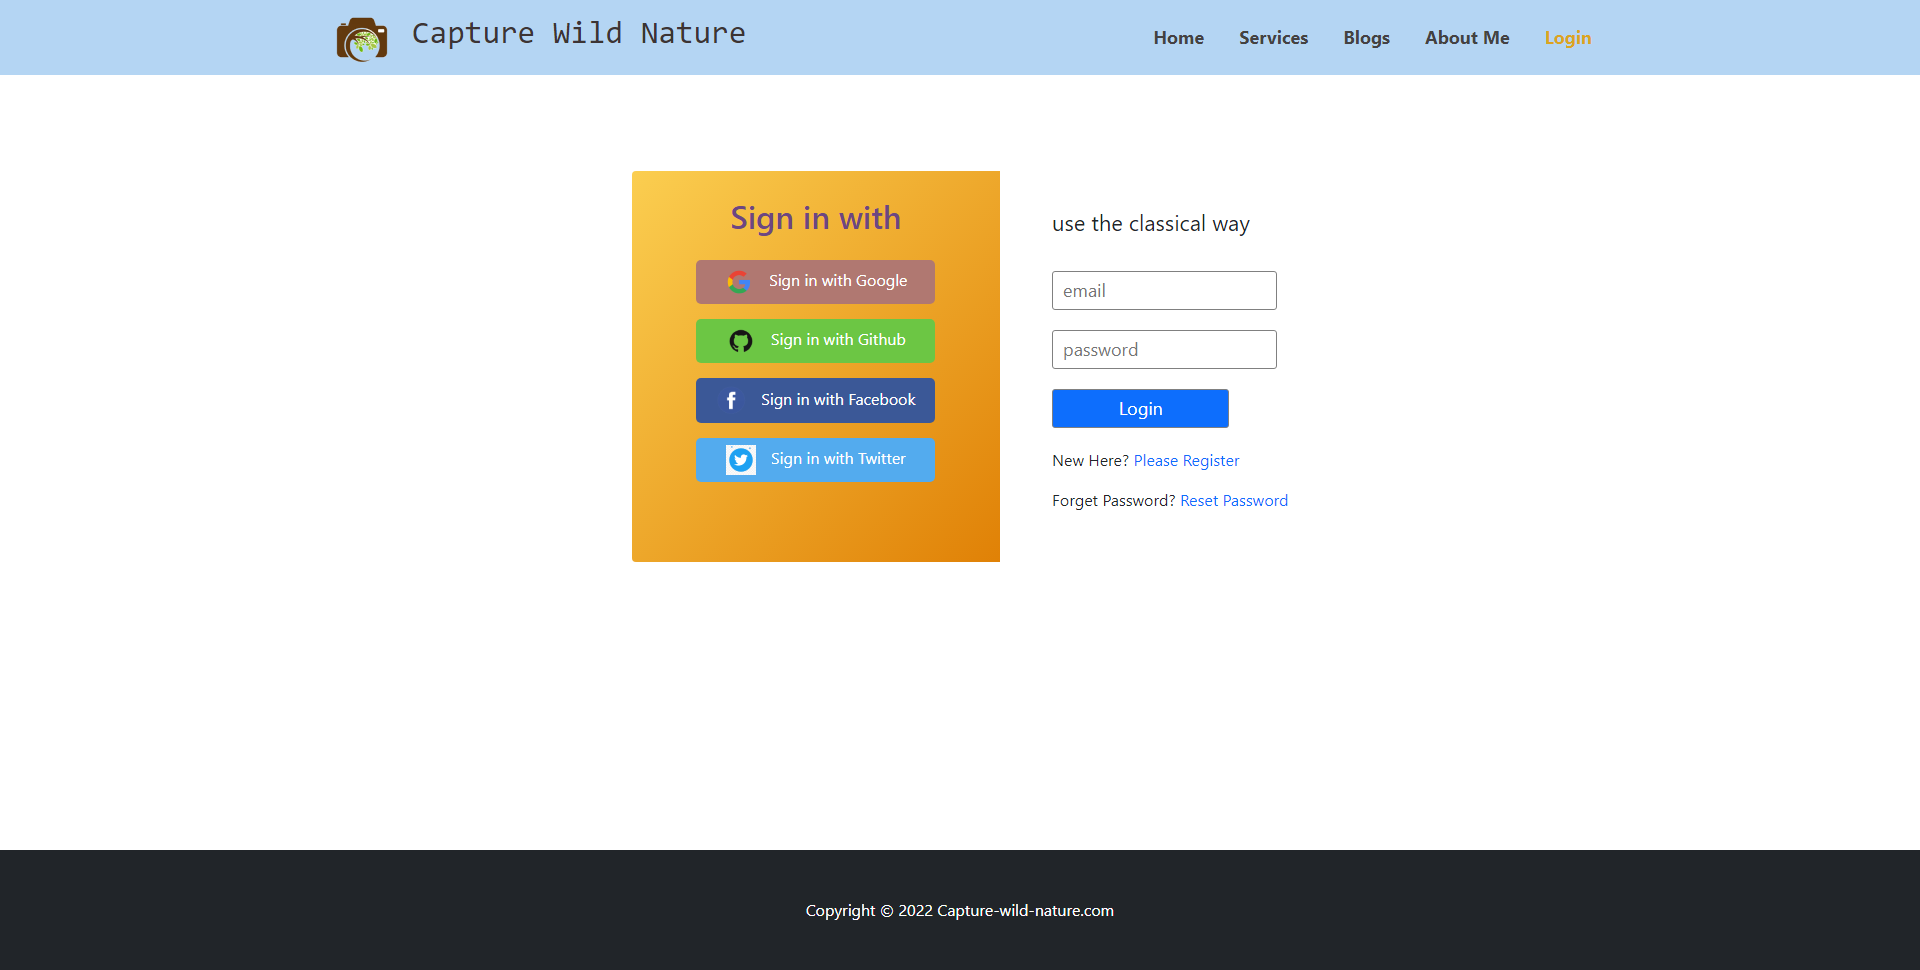 Capture Wild Nature
Home Services Blogs About Me Login
Sign in with
Sign in with Google
Sign in with Github
Sign in with Facebook
Sign in with Twitter
use the classical way
email
password
Login
New Here? Please Register
Forget Password? Reset Password
Copyright © 2022 Capture-wild-nature.com